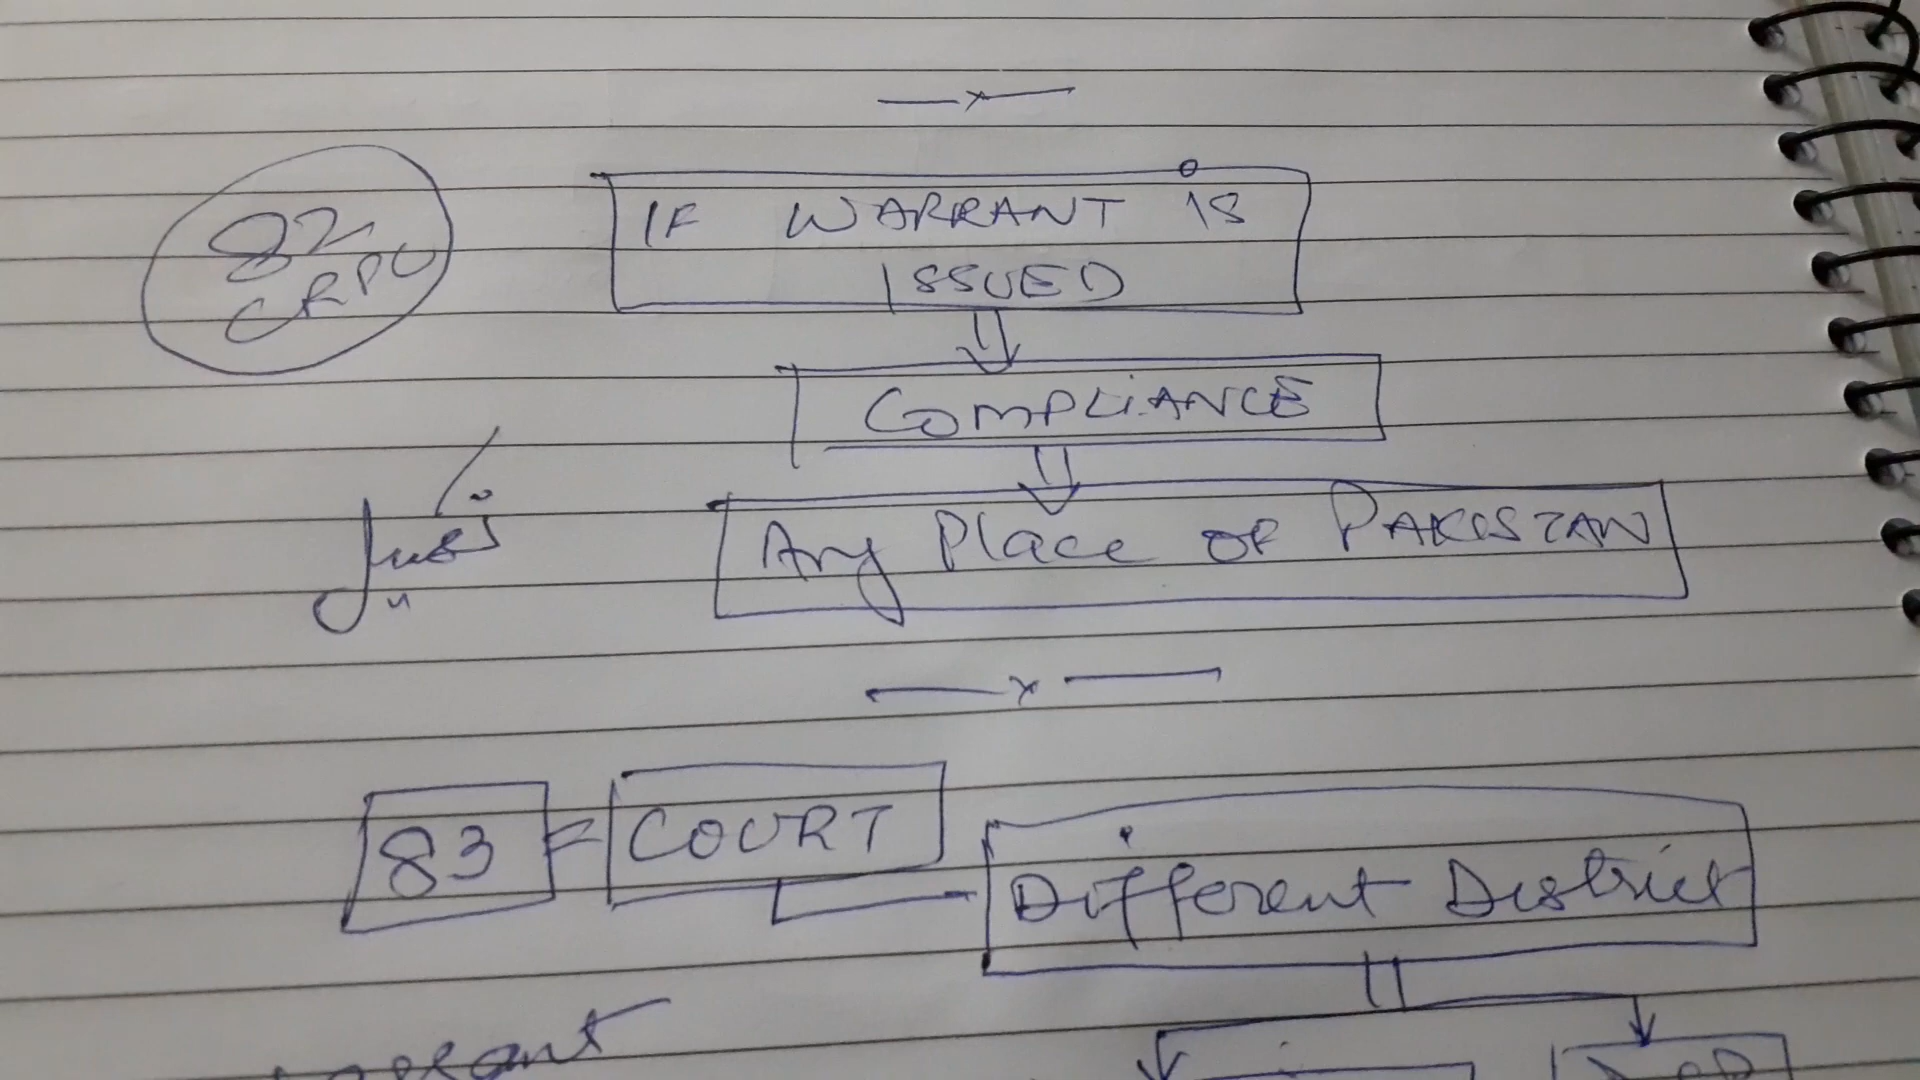 82
CRPC
IF WARRANT IS
ISSUED
COMPLIANCE
Any Place OF PAKISTAN
83 = COURT
Different District